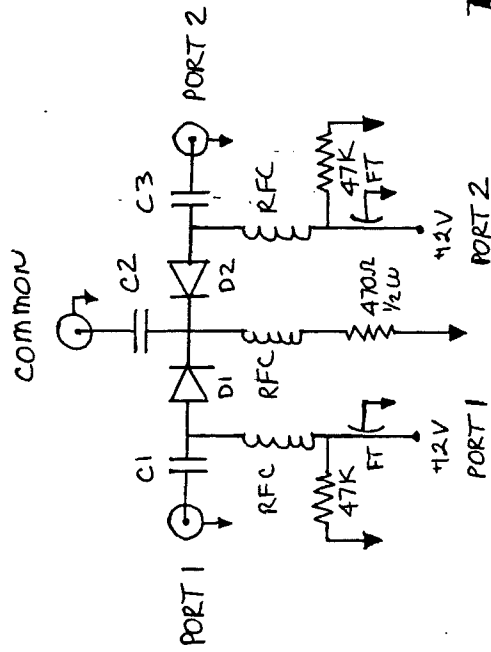 COMMON
C2
PORT 1
C1
D1
D2
C3
PORT 2
RFC
RFC
RFC
47K
FT
470Ω
½W
47K
FT
+12V
PORT 1
+12V
PORT 2